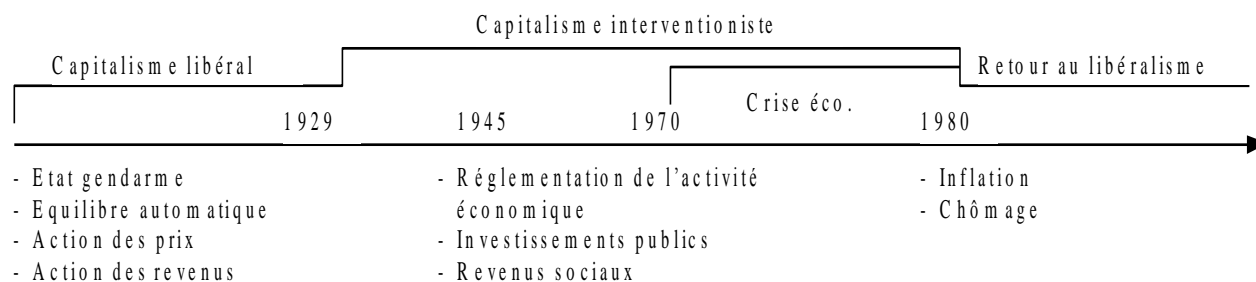 Capitalisme interventioniste
Capitalisme libéral
Retour au libéralisme
Crise éco.
1929 1945 1970 1980
- Etat gendarme
- Equilibre automatique
- Action des prix
- Action des revenus
- Réglementation de l'activité
économique
- Investissements publics
- Revenus sociaux
- Inflation
- Chômage